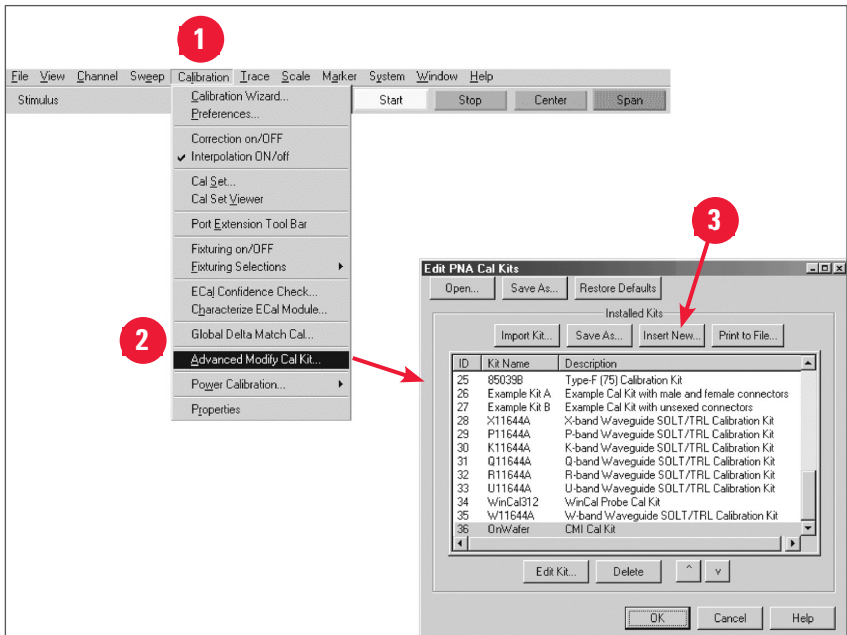 1
File View Channel Sweep Calibration Trace Scale Marker System Window Help
Stimulus
Start Stop Center Span
Calibration Wizard...
Preferences...
Correction on/OFF
Interpolation ON/off
Cal Set...
Cal Set Viewer
Port Extension Tool Bar
Fixturing on/OFF
Fixturing Selections
ECal Confidence Check...
Characterize ECal Module...
Global Delta Match Cal...
2
Advanced Modify Cal Kit...
Power Calibration...
Properties
3
Edit PNA Cal Kits
Open... Save As... Restore Defaults
Installed Kits
Import Kit... Save As... Insert New... Print to File...
ID Kit Name Description
25 85039B Type-F (75) Calibration Kit
26 Example Kit A Example Cal Kit with male and female connectors
27 Example Kit B Example Cal Kit with unsexed connectors
28 X11644A X-band Waveguide SOLT/TRL Calibration Kit
29 P11644A P-band Waveguide SOLT/TRL Calibration Kit
30 K11644A K-band Waveguide SOLT/TRL Calibration Kit
31 Q11644A Q-band Waveguide SOLT/TRL Calibration Kit
32 R11644A R-band Waveguide SOLT/TRL Calibration Kit
33 U11644A U-band Waveguide SOLT/TRL Calibration Kit
34 WinCal312 WinCal Probe Cal Kit
35 W11644A W-band Waveguide SOLT/TRL Calibration Kit
36 OnWafer CMI Cal Kit
Edit Kit... Delete ^ v
OK Cancel Help